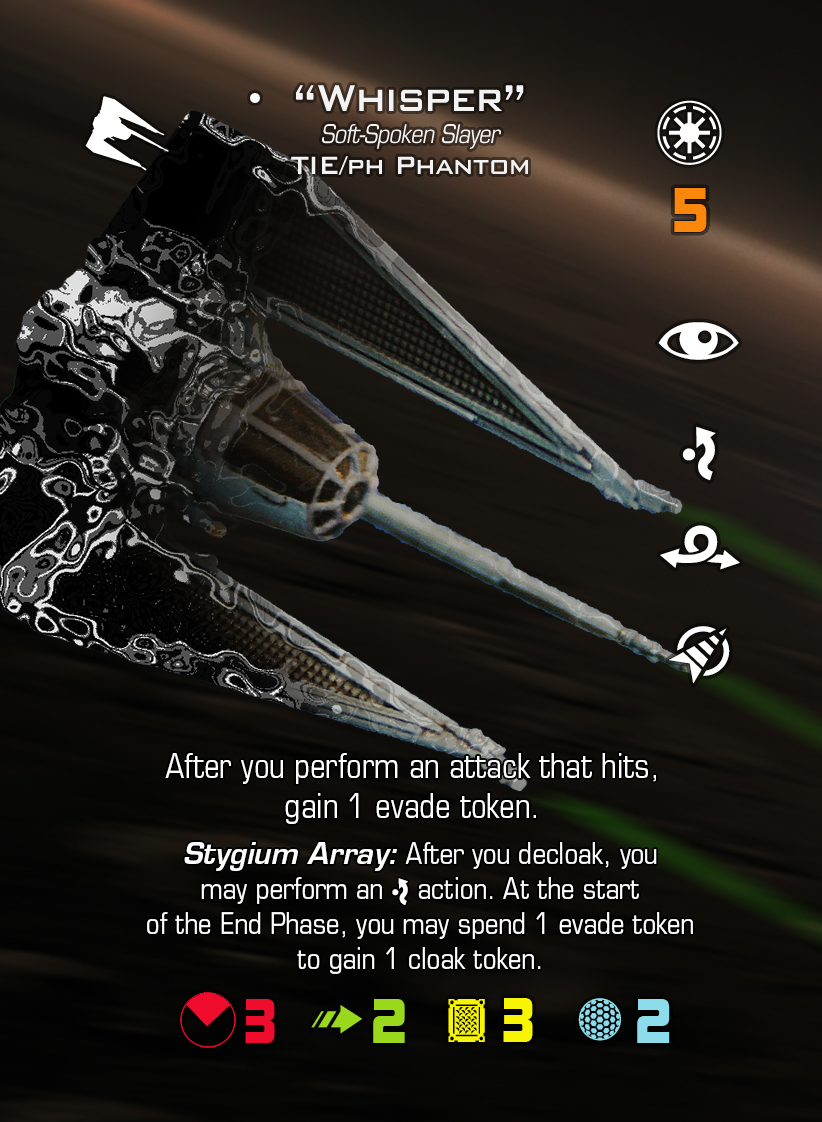 • “Whisper”
Soft-Spoken Slayer
TIE/ph Phantom
5
After you perform an attack that hits,
gain 1 evade token.
Stygium Array: After you decloak, you
may perform an action. At the start
of the End Phase, you may spend 1 evade token
to gain 1 cloak token.
3 2 3 2